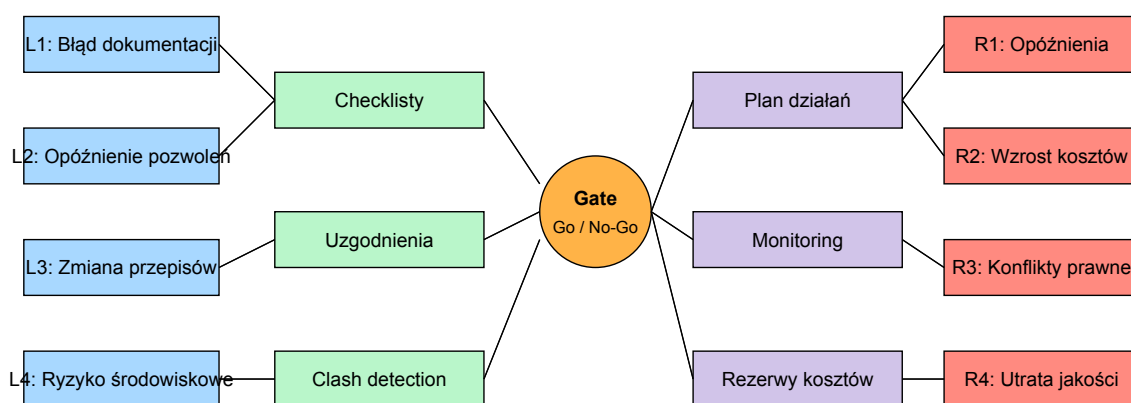 L1: Błąd dokumentacji
L2: Opóźnienie pozwoleń
L3: Zmiana przepisów
L4: Ryzyko środowiskowe
Checklisty
Uzgodnienia
Clash detection
Gate
Go / No-Go
Plan działań
Monitoring
Rezerwy kosztów
R1: Opóźnienia
R2: Wzrost kosztów
R3: Konflikty prawne
R4: Utrata jakości